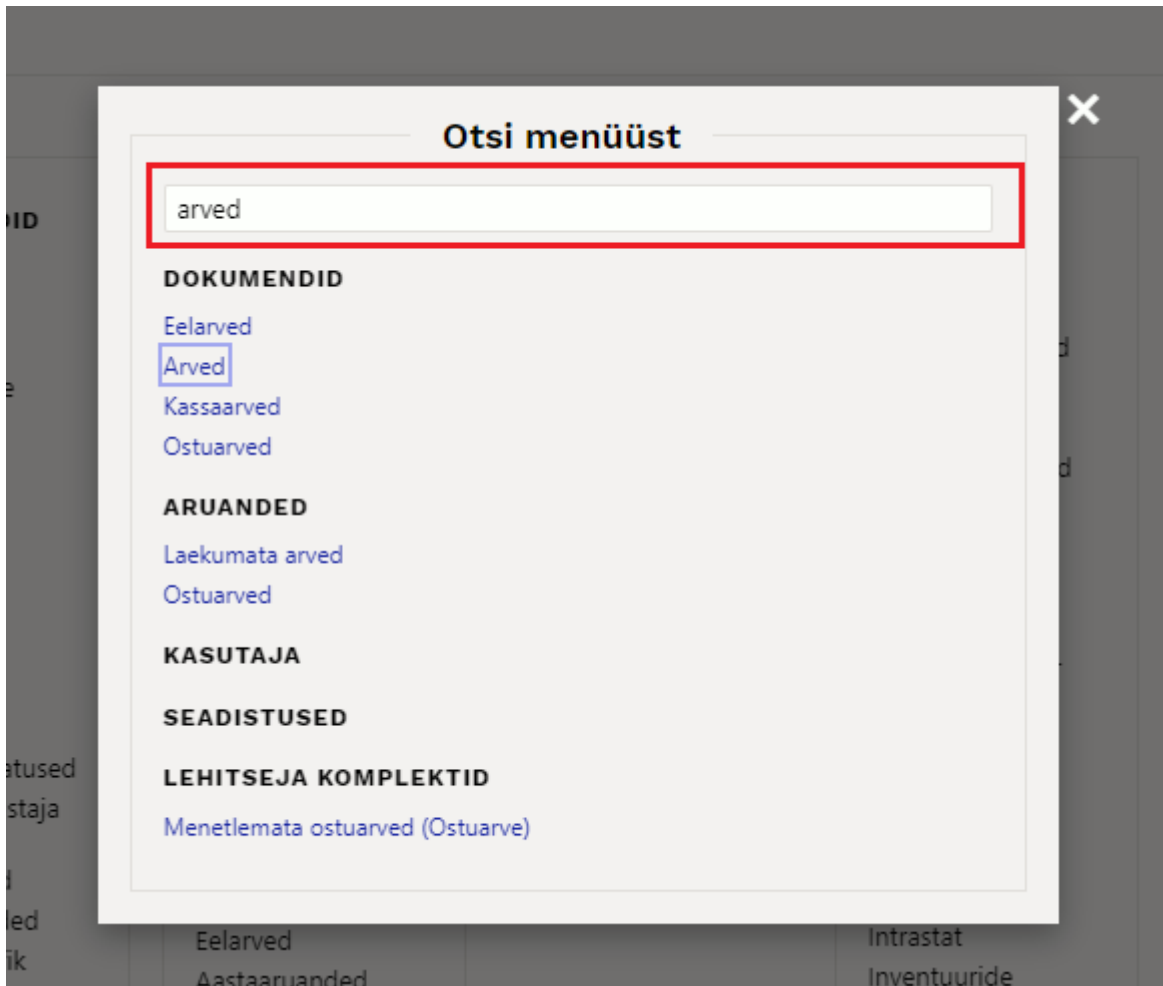 Otsi menüüst
arved
DOKUMENDID
Eelarved
Arved
Kassaarved
Ostuarved
ARUANDED
Laekumata arved
Ostuarved
KASUTAJA
SEADISTUSED
LEHITSEJA KOMPLEKTID
Menetlemata ostuarved (Ostuarve)
Eelarved
Aastaaruanded
Intrastat
Inventuuride